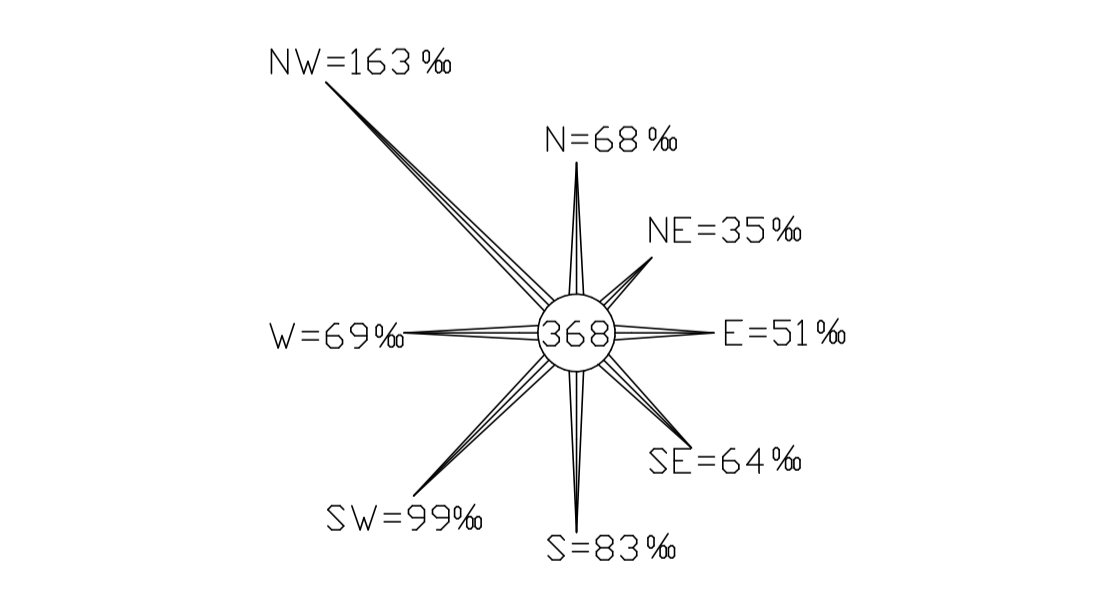 NW=163‰
N=68‰
NE=35‰
W=69‰
368
E=51‰
SE=64‰
SW=99‰
S=83‰